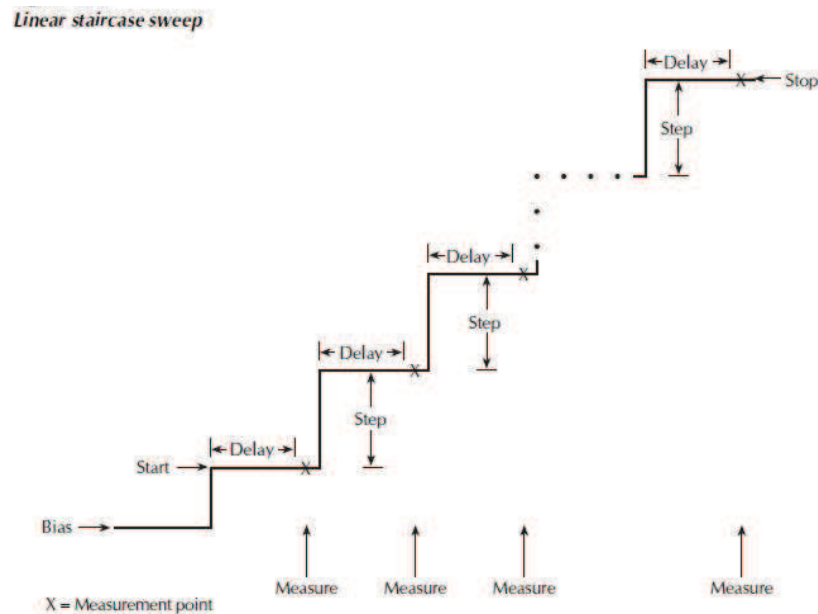 Linear staircase sweep
Delay
X
Stop
Step
Delay
X
Step
Delay
X
Step
Delay
Start
X
Bias
Measure
Measure
Measure
Measure
X = Measurement point